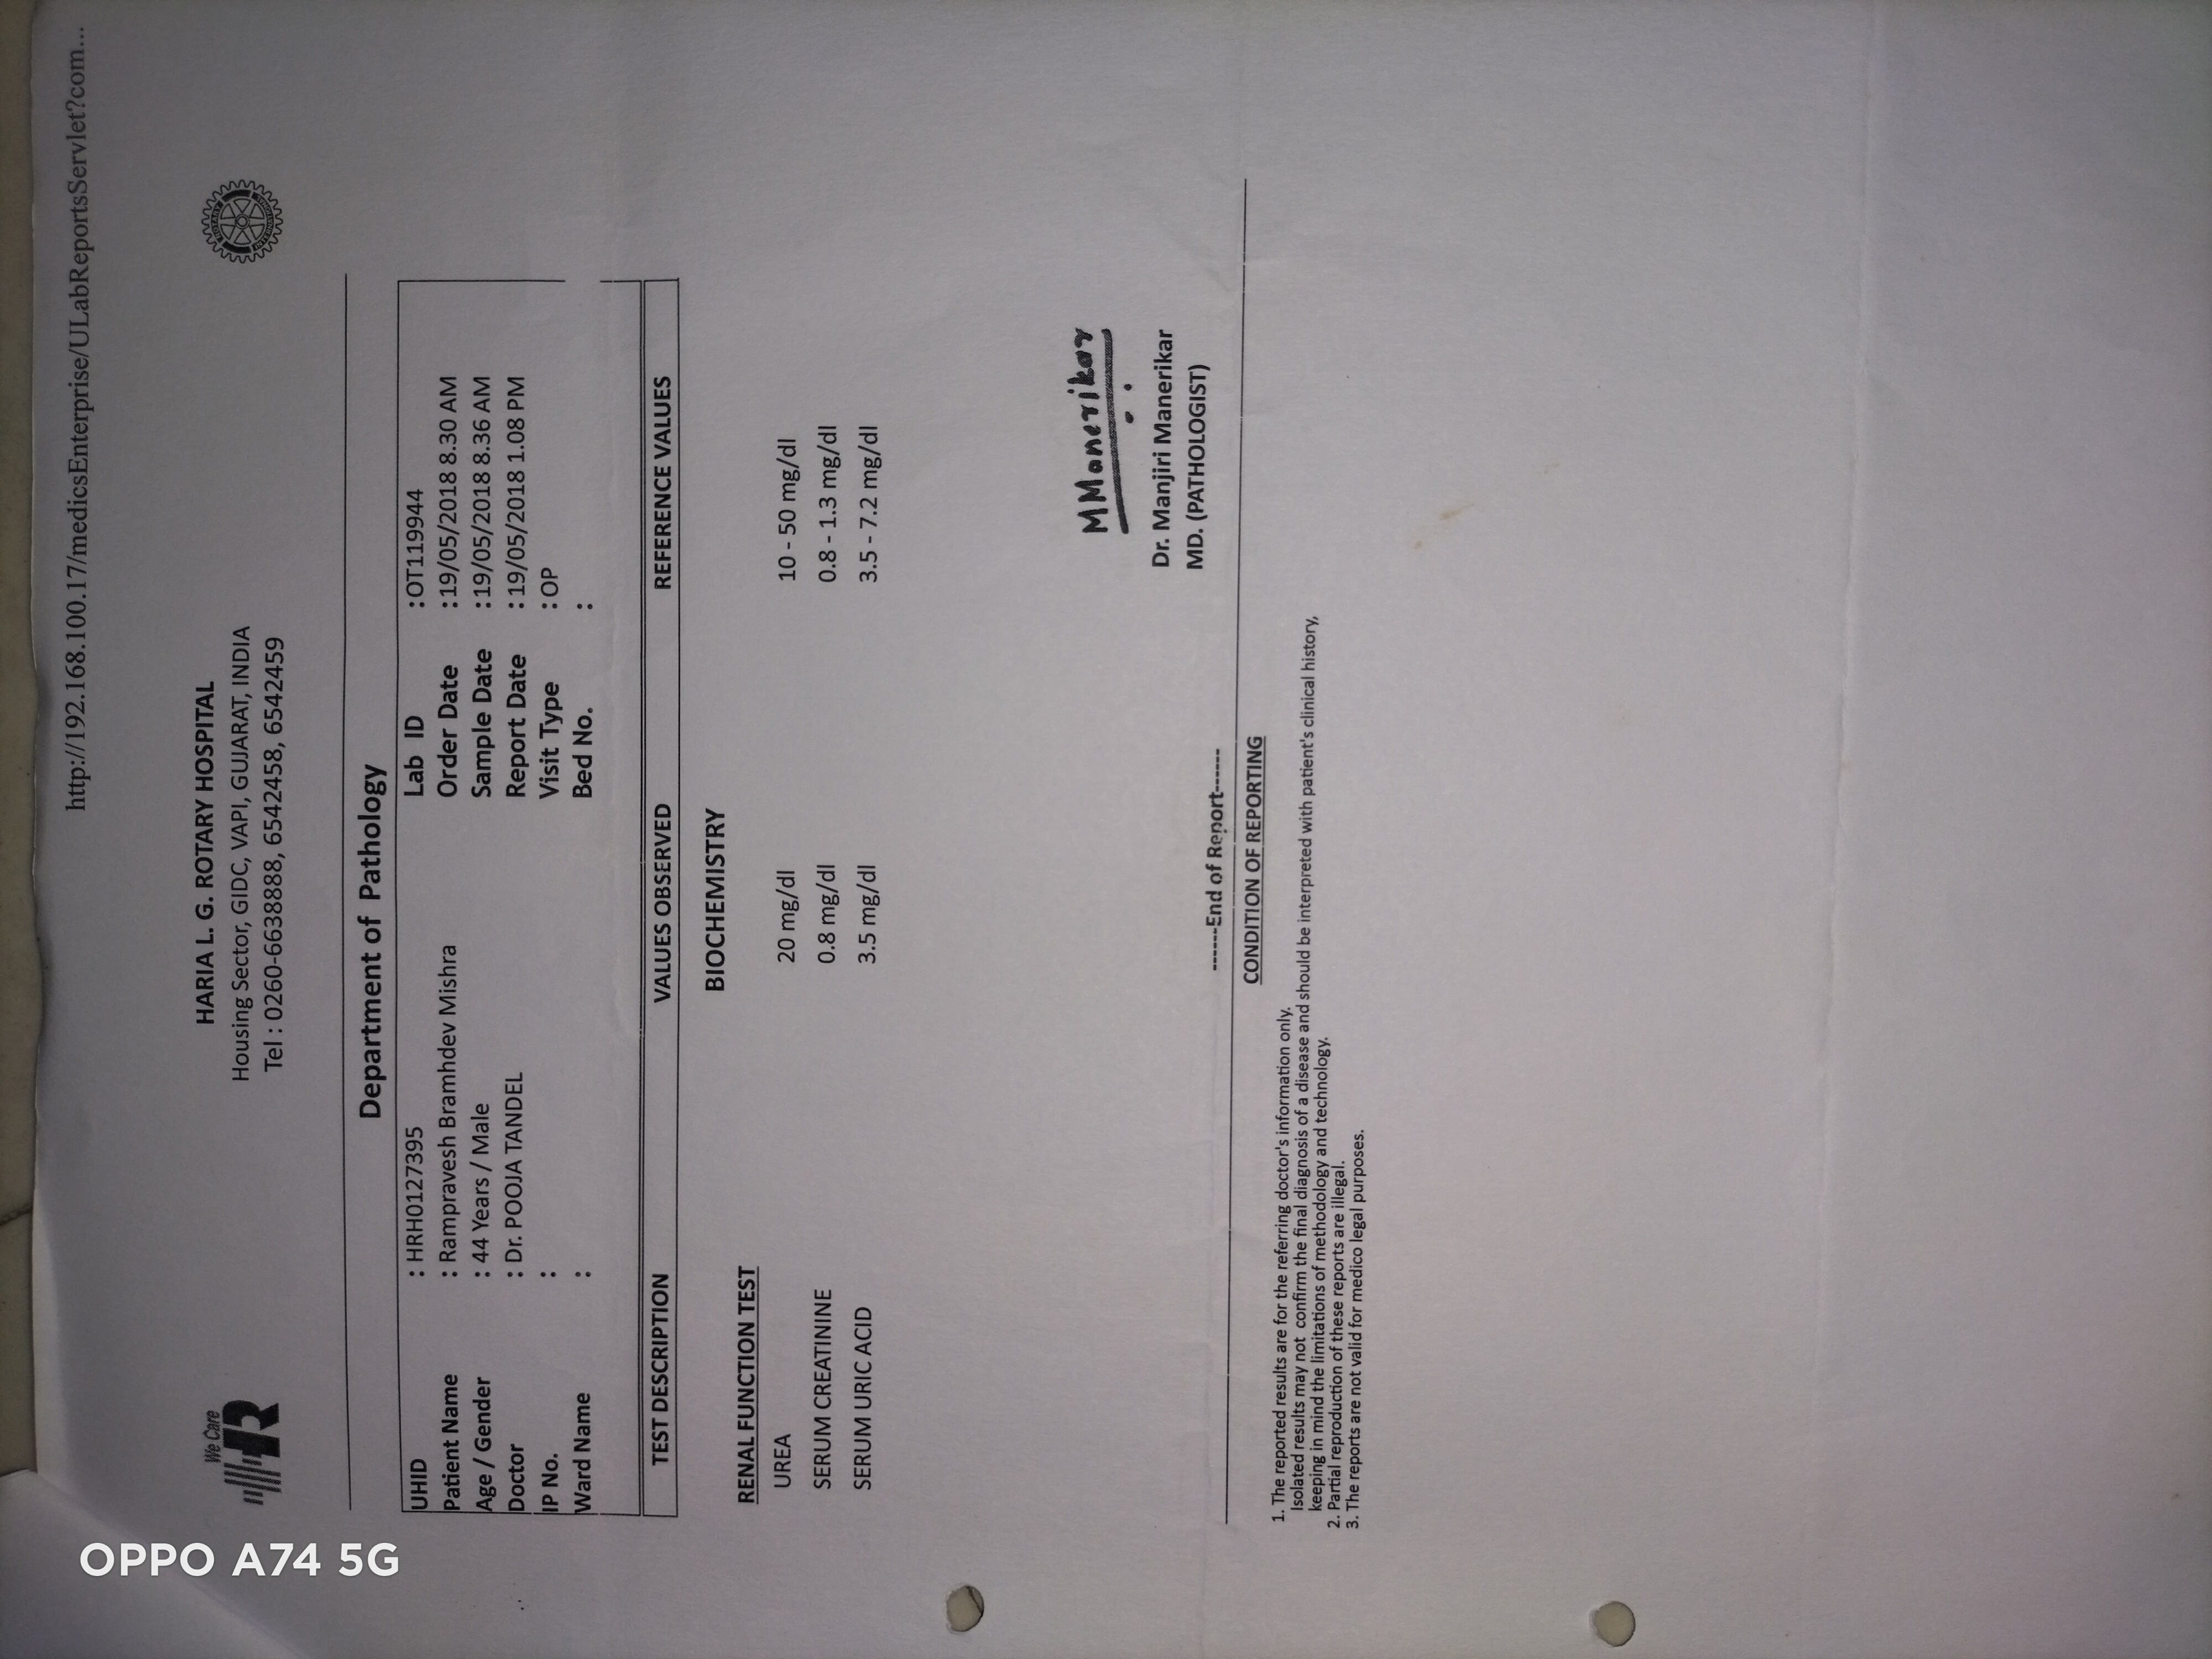 http://192.168.100.17/medicsEnterprise/ULabReportsServlet?com...
We Care
HR
HARIA L. G. ROTARY HOSPITAL
Housing Sector, GIDC, VAPI, GUJARAT, INDIA
Tel : 0260-6638888, 6542458, 6542459
ROTARY INTERNATIONAL
Department of Pathology
UHID : HRH0127395 Lab ID :OT119944
Patient Name : Rampravesh Bramhdev Mishra Order Date :19/05/2018 8.30 AM
Age / Gender : 44 Years / Male Sample Date :19/05/2018 8.36 AM
Doctor : Dr. POOJA TANDEL Report Date :19/05/2018 1.08 PM
IP No. : Visit Type :OP
Ward Name : Bed No. :
TEST DESCRIPTION VALUES OBSERVED REFERENCE VALUES
BIOCHEMISTRY
RENAL FUNCTION TEST
UREA 20 mg/dl 10 - 50 mg/dl
SERUM CREATININE 0.8 mg/dl 0.8 - 1.3 mg/dl
SERUM URIC ACID 3.5 mg/dl 3.5 - 7.2 mg/dl
MManerikar
Dr. Manjiri Manerikar
MD. (PATHOLOGIST)
------End of Report------
CONDITION OF REPORTING
1. The reported results are for the referring doctor's information only.
Isolated results may not confirm the final diagnosis of a disease and should be interpreted with patient's clinical history,
keeping in mind the limitations of methodology and technology.
2. Partial reproduction of these reports are illegal.
3. The reports are not valid for medico legal purposes.
OPPO A74 5G